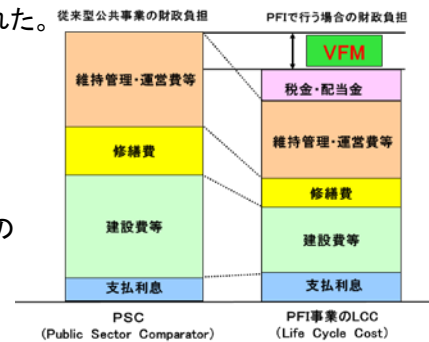 れた。
従来型公共事業の財政負担
PFIで行う場合の財政負担
VFM
維持管理・運営費等
修繕費
建設費等
支払利息
税金・配当金
維持管理・運営費等
修繕費
建設費等
支払利息
の
PSC
(Public Sector Comparator)
PFI事業のLCC
(Life Cycle Cost)